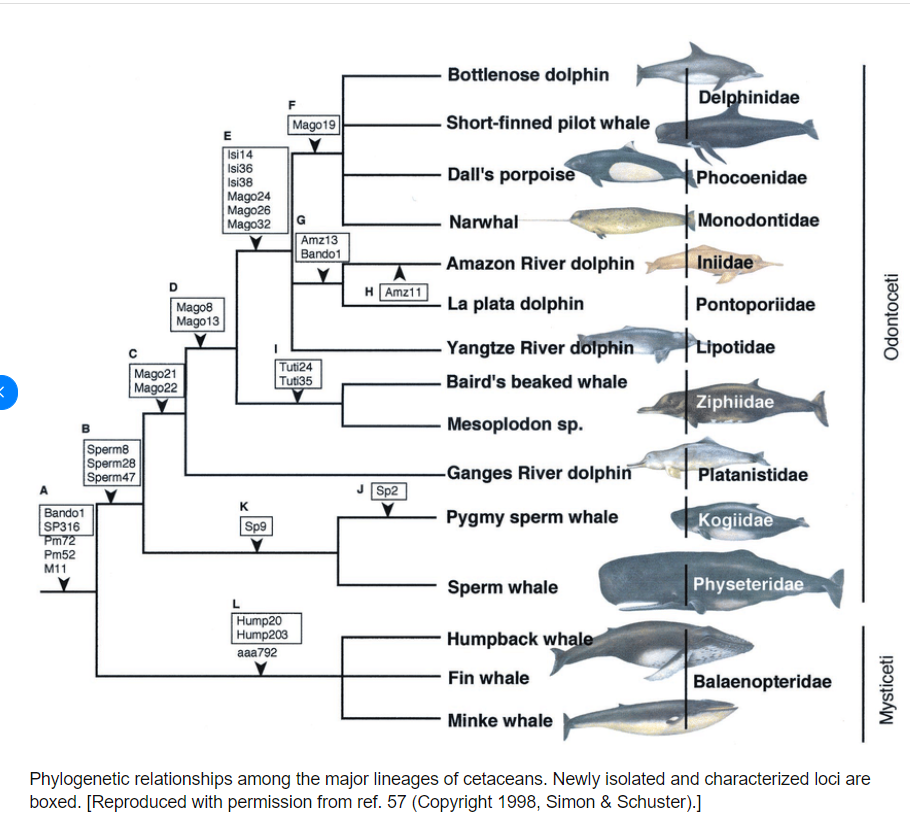 Bottlenose dolphin
Delphinidae
F
Mago19
Short-finned pilot whale
E
Isi14
Isi36
Isi38
Mago24
Mago26
Mago32
Dall's porpoise
Phocoenidae
Narwhal
Monodontidae
G
Amz13
Bando1
Amazon River dolphin
Iniidae
H
Amz11
D
Mago8
Mago13
La plata dolphin
Pontoporiidae
Odontoceti
Yangtze River dolphin
Lipotidae
C
Mago21
Mago22
I
Tuti24
Tuti35
Baird's beaked whale
Ziphiidae
Mesoplodon sp.
B
Sperm8
Sperm28
Sperm47
Ganges River dolphin
Platanistidae
A
Bando1
SP316
Pm72
Pm52
M11
J
Sp2
K
Sp9
Pygmy sperm whale
Kogiidae
Sperm whale
Physeteridae
L
Hump20
Hump203
aaa792
Humpback whale
Fin whale
Balaenopteridae
Mysticeti
Minke whale
Phylogenetic relationships among the major lineages of cetaceans. Newly isolated and characterized loci are
boxed. [Reproduced with permission from ref. 57 (Copyright 1998, Simon & Schuster).]